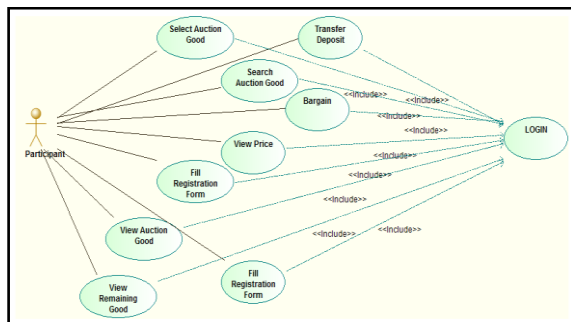 Select Auction
Good
Transfer
Deposit
Search
Auction Good
Bargain
<<Include>>
<<Include>>
<<Include>>
LOGIN
Participant
View Price
<<Include>>
Fill
Registration
Form
<<Include>>
<<Include>>
View Auction
Good
<<Include>>
<<Include>>
<<Include>>
View
Remaining
Good
Fill
Registration
Form